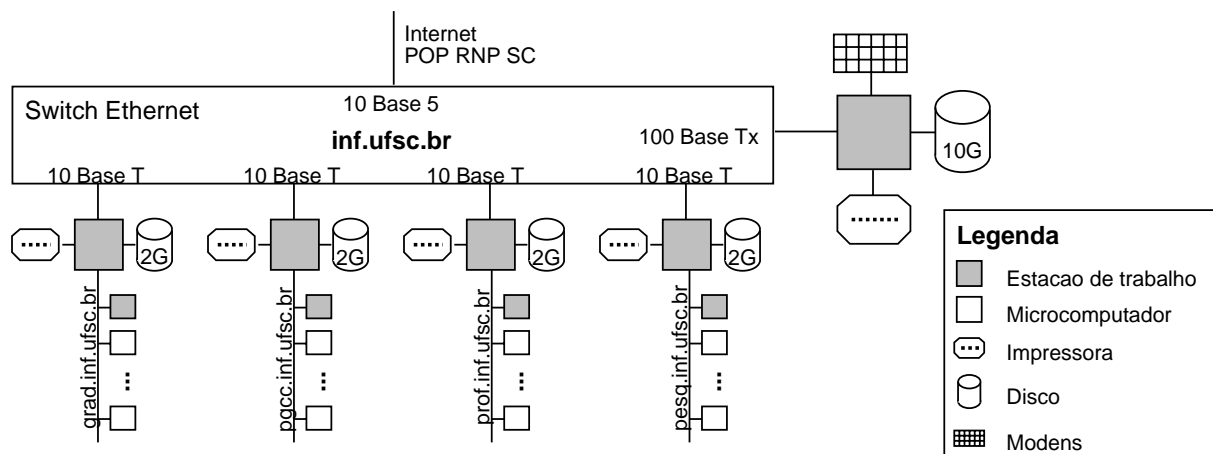 Internet
POP RNP SC
Switch Ethernet
10 Base 5
inf.ufsc.br
100 Base Tx
10 Base T
10 Base T
10 Base T
10 Base T
10G
2G
2G
2G
2G
grad.inf.ufsc.br
pgcc.inf.ufsc.br
prof.inf.ufsc.br
pesq.inf.ufsc.br
Legenda
Estacao de trabalho
Microcomputador
Impressora
Disco
Modens